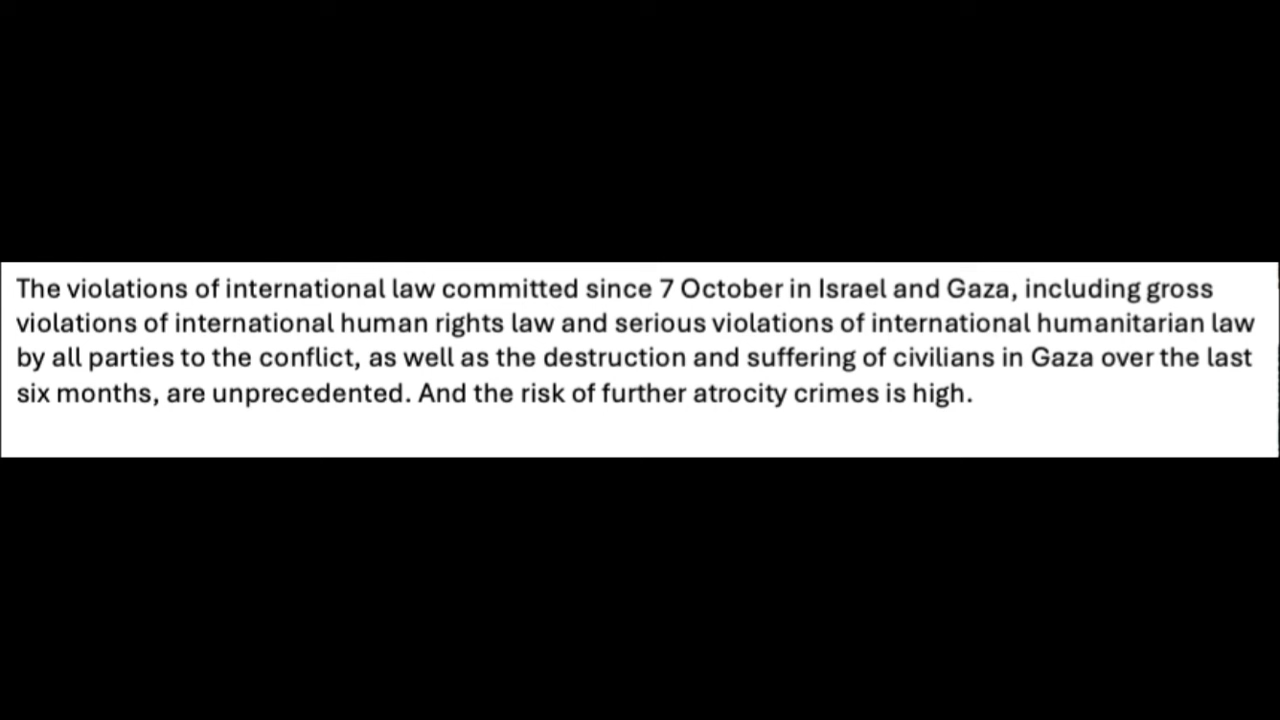 The violations of international law committed since 7 October in Israel and Gaza, including gross
violations of international human rights law and serious violations of international humanitarian law
by all parties to the conflict, as well as the destruction and suffering of civilians in Gaza over the last
six months, are unprecedented. And the risk of further atrocity crimes is high.